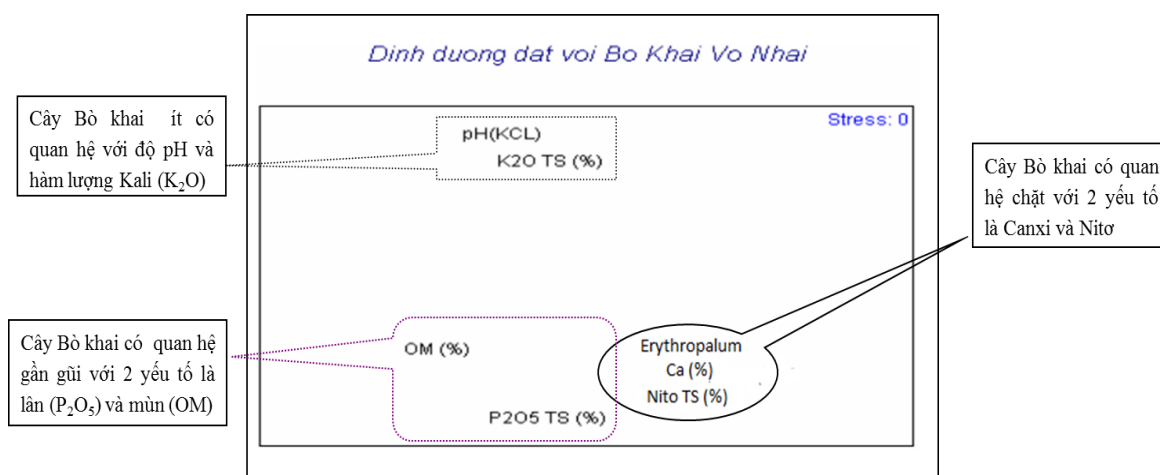 Dinh duong dat voi Bo Khai Vo Nhai
Stress: 0
Cây Bò khai ít có
quan hệ với độ pH và
hàm lượng Kali (K₂O)
pH(KCL)
K2O TS (%)
Cây Bò khai có quan
hệ chặt với 2 yếu tố
là Canxi và Nitơ
Cây Bò khai có quan hệ
gần gũi với 2 yếu tố là
lân (P₂O₅) và mùn (OM)
OM (%)
P2O5 TS (%)
Erythropalum
Ca (%)
Nito TS (%)